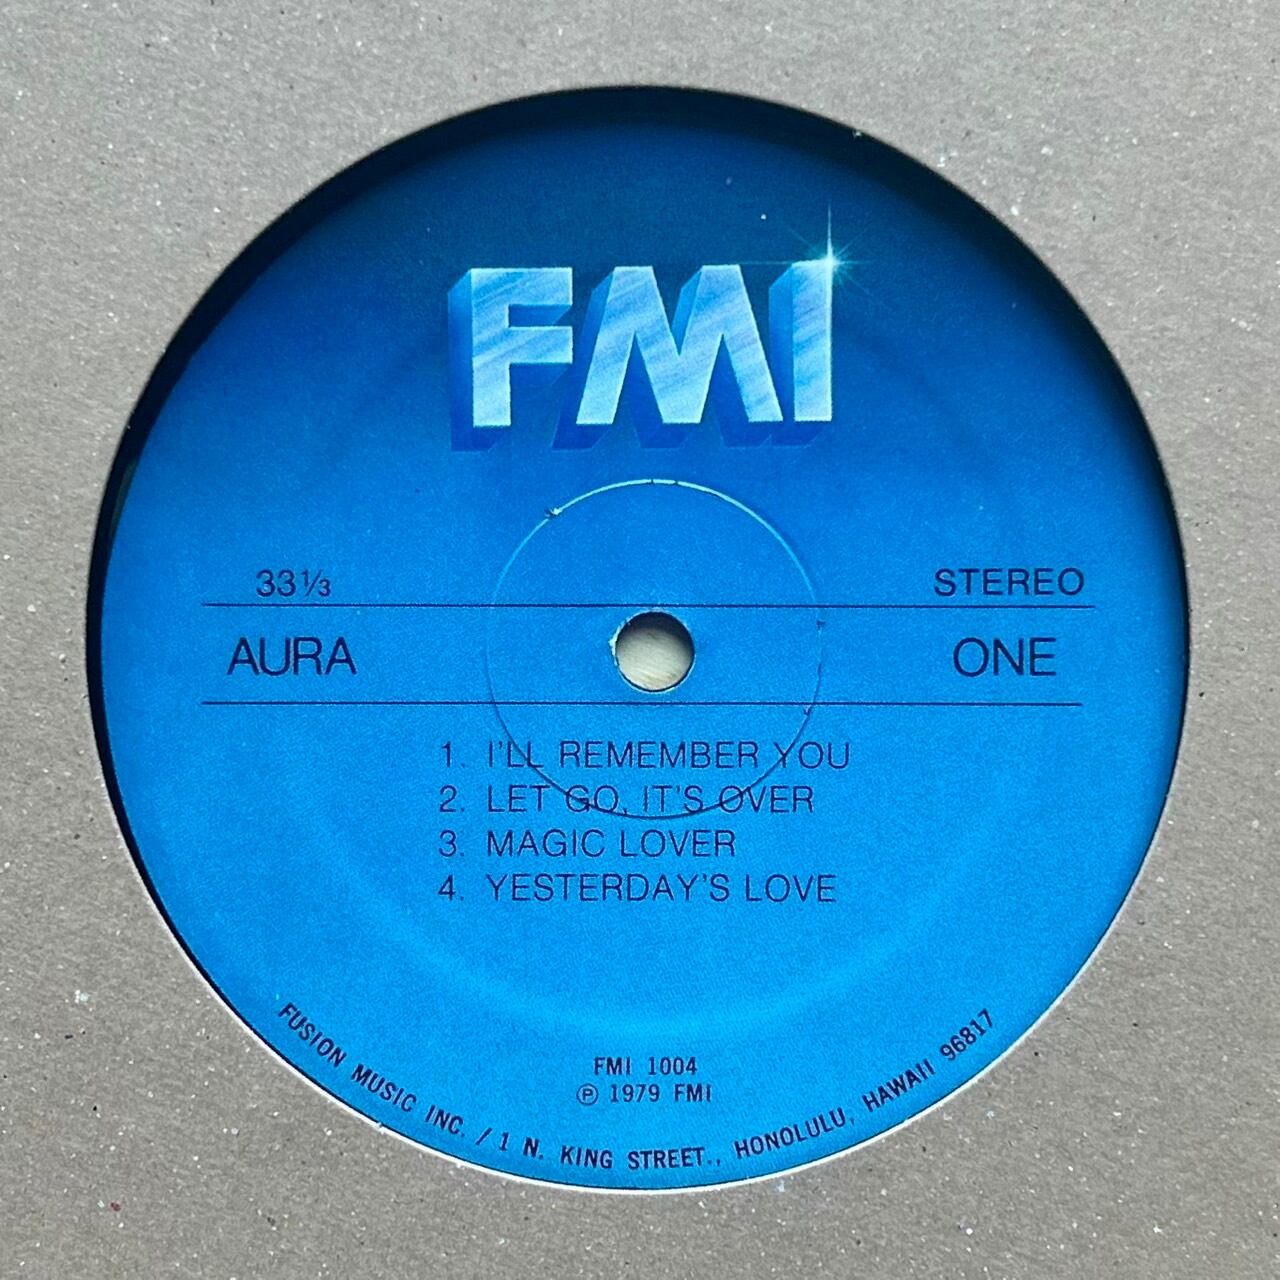 FMI
33⅓ STEREO
AURA ONE
1. I'LL REMEMBER YOU
2. LET GO, IT'S OVER
3. MAGIC LOVER
4. YESTERDAY'S LOVE
FMI 1004
℗ 1979 FMI
FUSION MUSIC INC. / 1 N. KING STREET., HONOLULU, HAWAII 96817